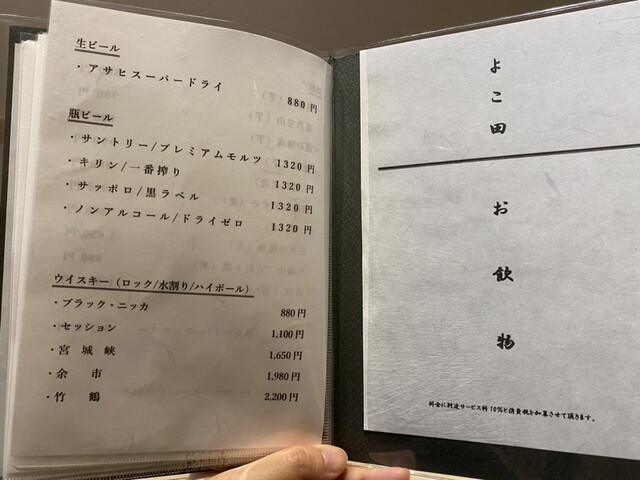 生ビール
・アサヒスーパードライ 880円
瓶ビール
・サントリー/プレミアムモルツ 1320円
・キリン/一番搾り 1320円
・サッポロ/黒ラベル 1320円
・ノンアルコール/ドライゼロ 1320円
ウイスキー（ロック/水割り/ハイボール）
・ブラック・ニッカ 880円
・セッション 1,100円
・宮城峡 1,650円
・余市 1,980円
・竹鶴 2,200円
よこ田
お飲物
料金に別途サービス料10%と消費税を加算させて頂きます。